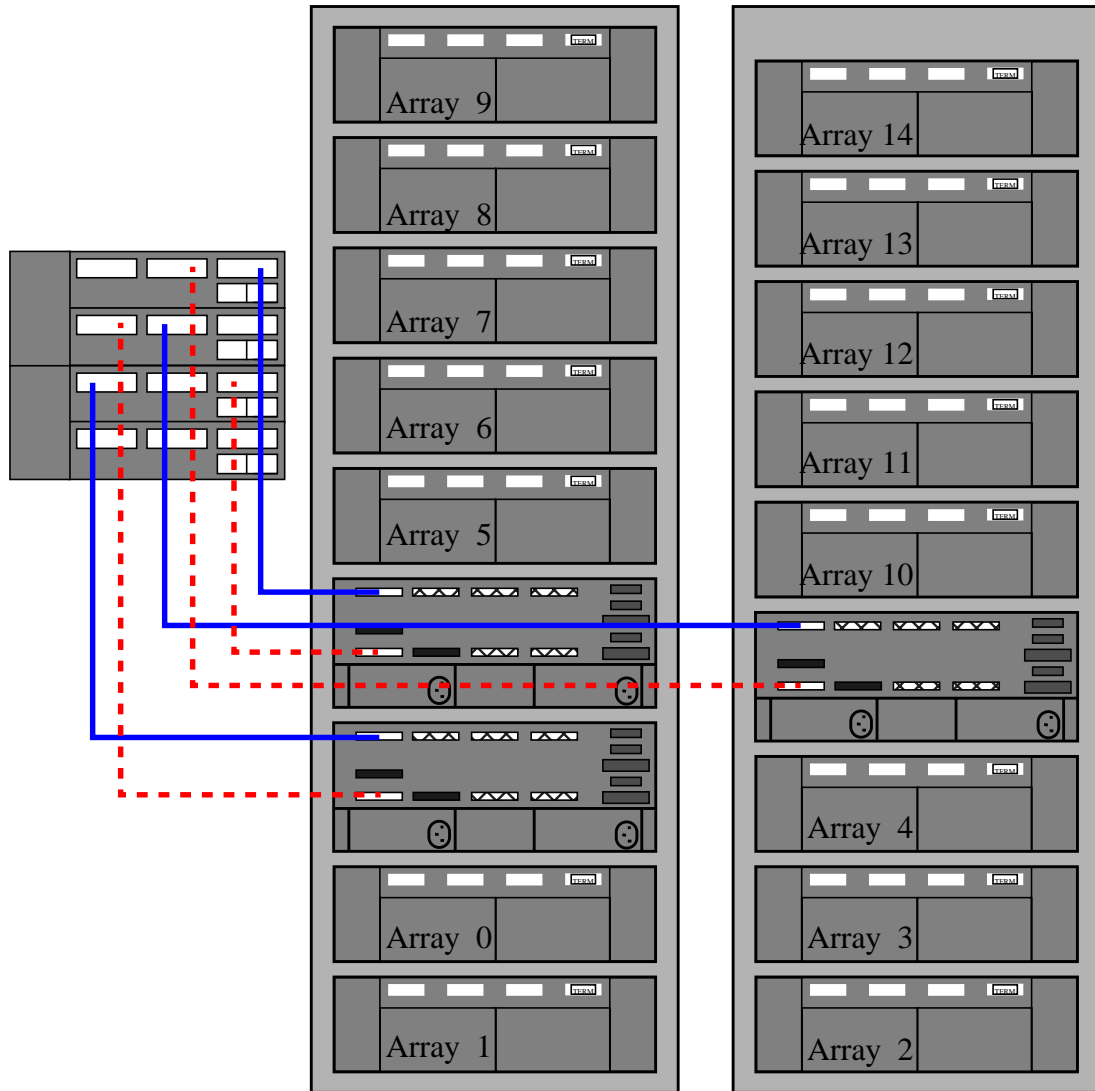 TERM
Array 9
TERM
Array 8
TERM
Array 7
TERM
Array 6
TERM
Array 5
TERM
Array 0
TERM
Array 1
TERM
Array 14
TERM
Array 13
TERM
Array 12
TERM
Array 11
TERM
Array 10
TERM
Array 4
TERM
Array 3
TERM
Array 2